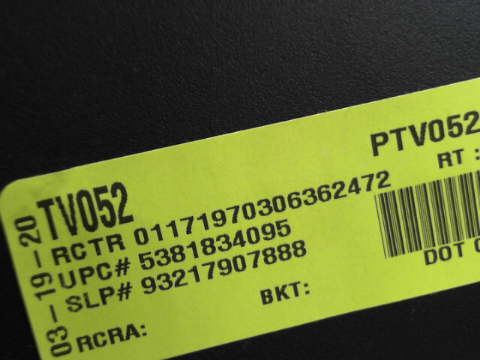 03-19-20
TV052
PTV052
RCTR 01171970306362472
RT :
UPC# 5381834095
SLP# 93217907888
DOT
BKT:
RCRA: